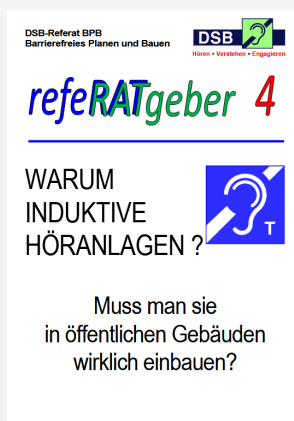 DSB-Referat BPB
Barrierefreies Planen und Bauen
DSB
Hören • Verstehen • Engagieren
refeRATgeber 4
WARUM
INDUKTIVE
HÖRANLAGEN ?
T
Muss man sie
in öffentlichen Gebäuden
wirklich einbauen?